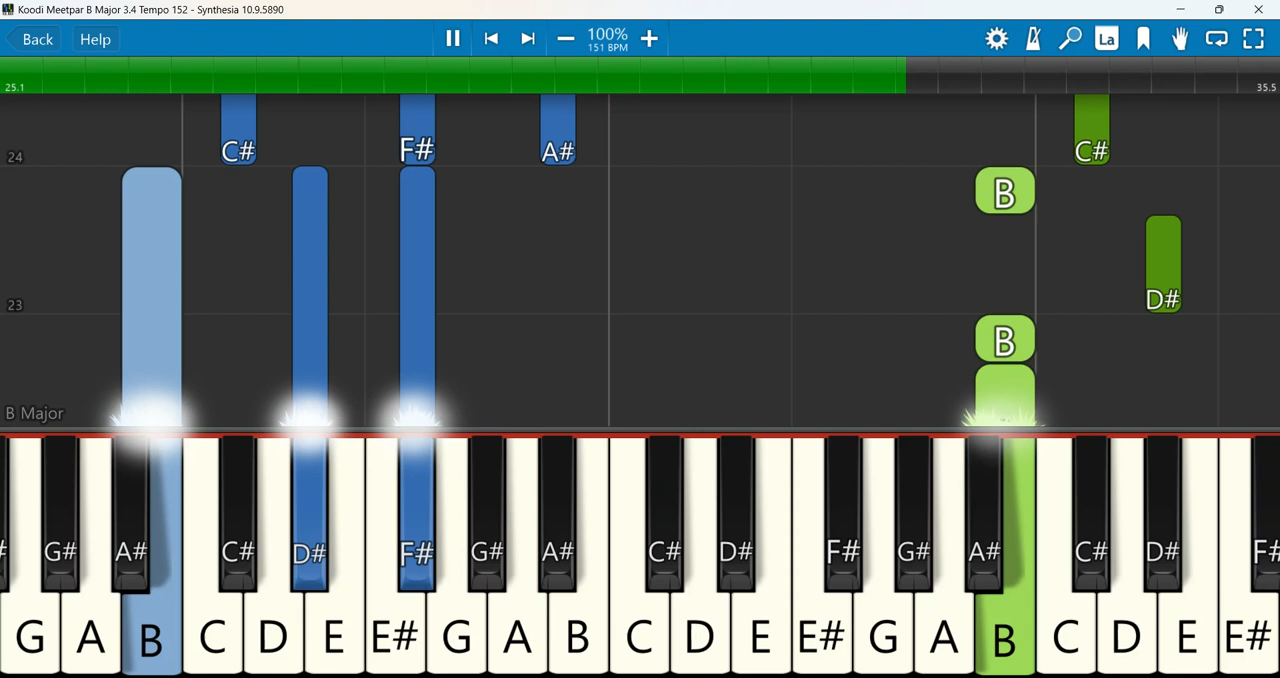 Koodi Meetpar B Major 3.4 Tempo 152 - Synthesia 10.9.5890
Back Help 100% La
151 BPM
25.1 35.5
24 C# F# A# C#
B
23 D#
B
B Major
G# A# C# D# F# G# A# C# D# F# G# A# C# D# F#
G A B C D E E# G A B C D E E# G A B C D E E#